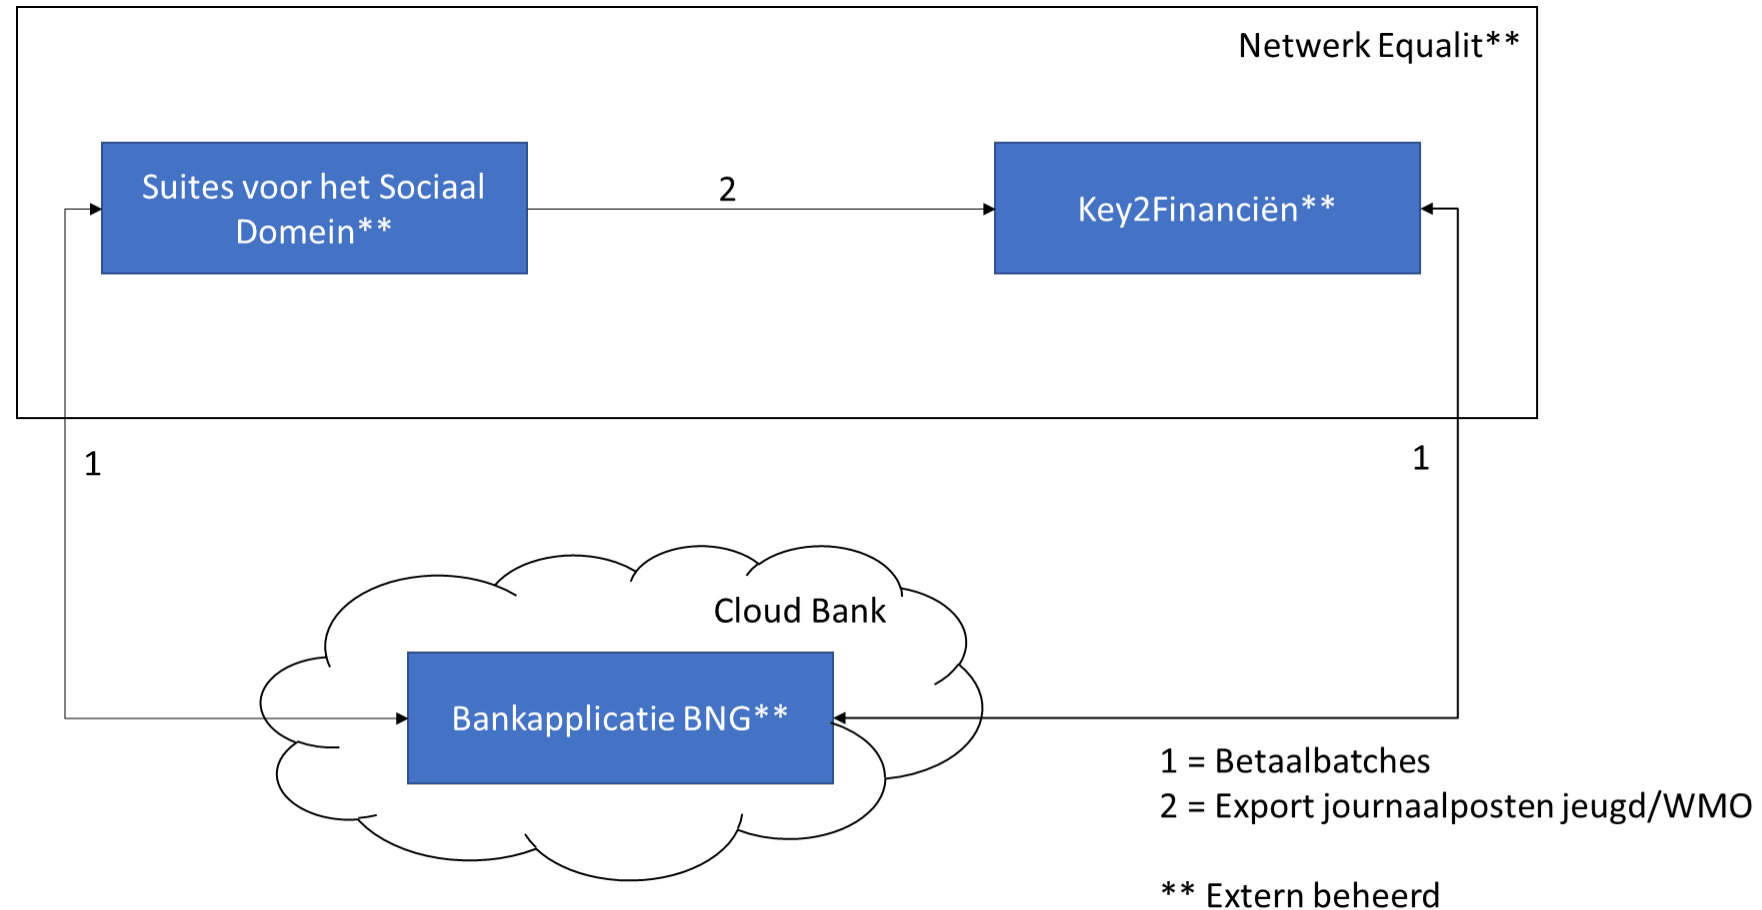 Netwerk Equalit**
Suites voor het Sociaal
Domein**
2
Key2Financiën**
1
1
Cloud Bank
Bankapplicatie BNG**
1 = Betaalbatches
2 = Export journaalposten jeugd/WMO
** Extern beheerd